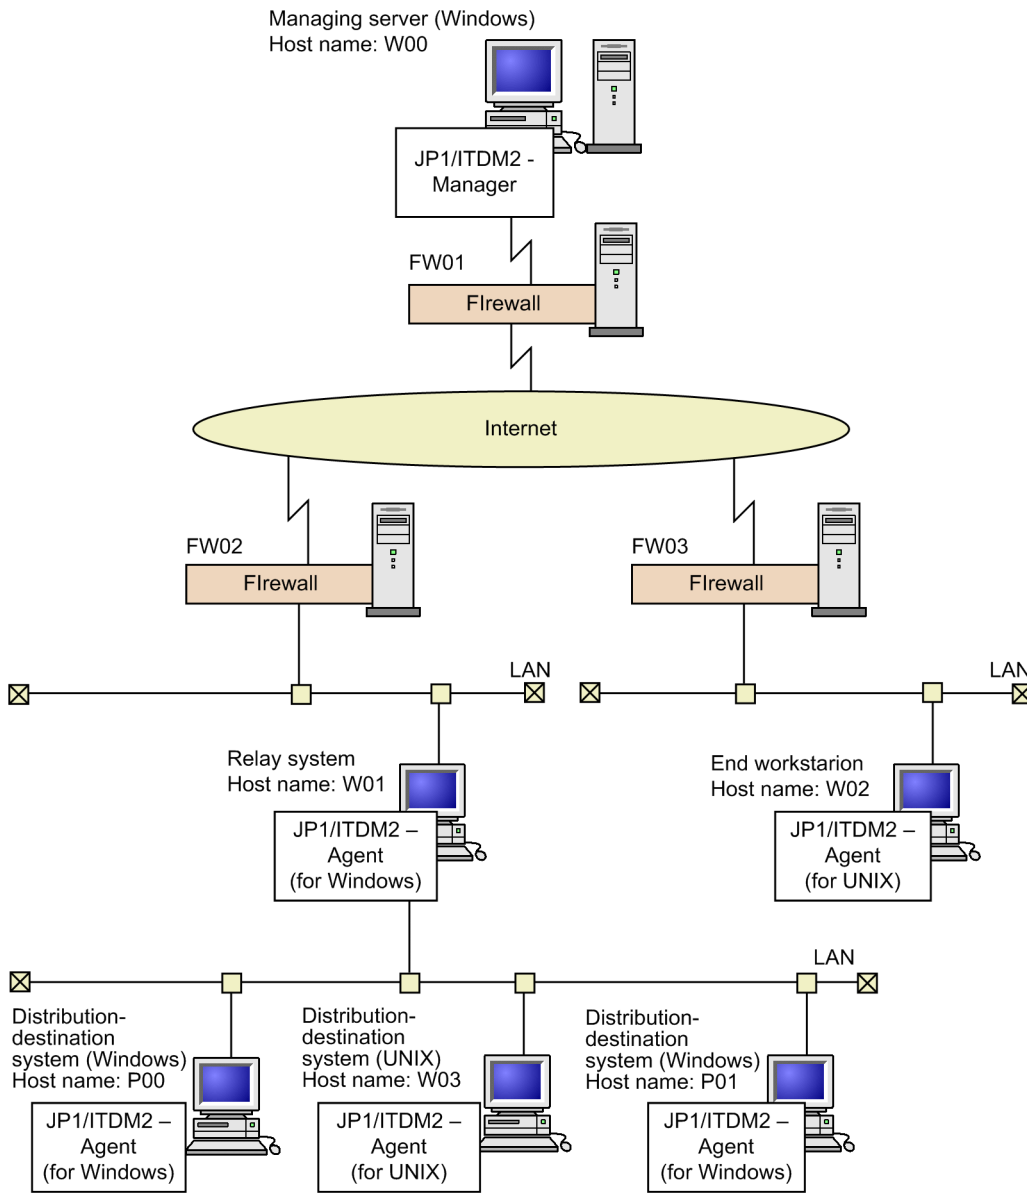 Managing server (Windows)
Host name: W00
JP1/ITDM2 -
Manager
FW01
FIrewall
Internet
FW02
FIrewall
FW03
FIrewall
LAN
LAN
Relay system
Host name: W01
JP1/ITDM2 –
Agent
(for Windows)
End workstarion
Host name: W02
JP1/ITDM2 –
Agent
(for UNIX)
LAN
Distribution-
destination
system (Windows)
Host name: P00
JP1/ITDM2 –
Agent
(for Windows)
Distribution-
destination
system (UNIX)
Host name: W03
JP1/ITDM2 –
Agent
(for UNIX)
Distribution-
destination
system (Windows)
Host name: P01
JP1/ITDM2 –
Agent
(for Windows)